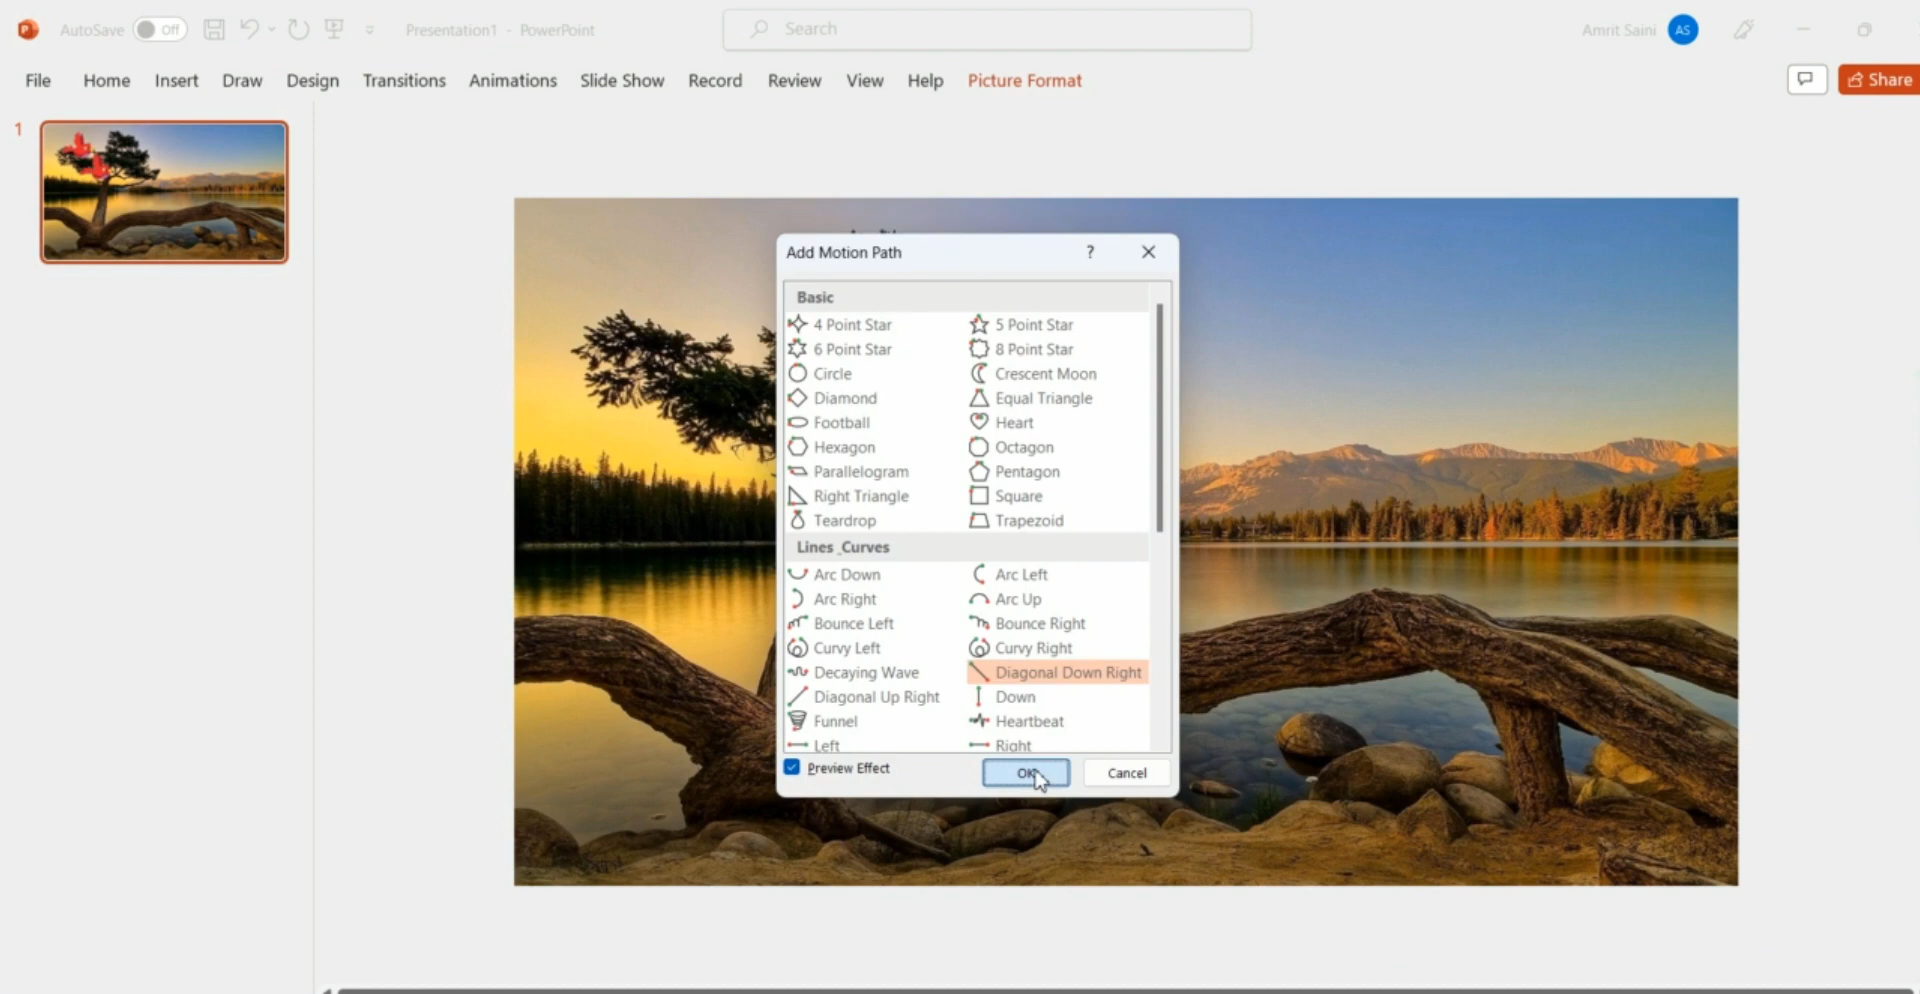 AutoSave Off Presentation1 - PowerPoint Search Amrit Saini AS
File Home Insert Draw Design Transitions Animations Slide Show Record Review View Help Picture Format Share
1
Add Motion Path ?
Basic
4 Point Star 5 Point Star
6 Point Star 8 Point Star
Circle Crescent Moon
Diamond Equal Triangle
Football Heart
Hexagon Octagon
Parallelogram Pentagon
Right Triangle Square
Teardrop Trapezoid
Lines_Curves
Arc Down Arc Left
Arc Right Arc Up
Bounce Left Bounce Right
Curvy Left Curvy Right
Decaying Wave Diagonal Down Right
Diagonal Up Right Down
Funnel Heartbeat
Left Right
Preview Effect OK Cancel